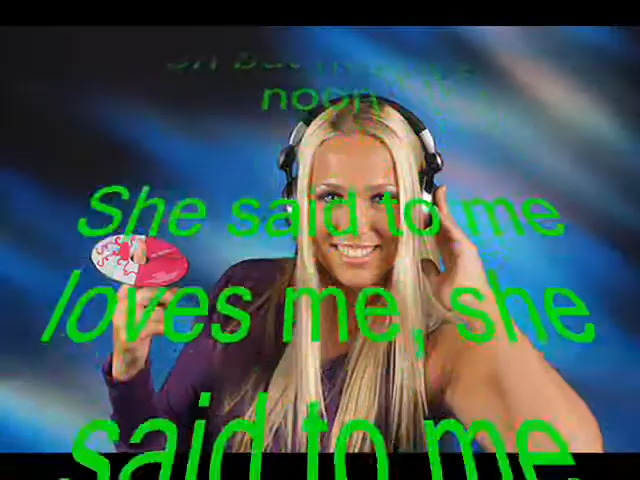 noon
She said to me
loves me, she
said to me